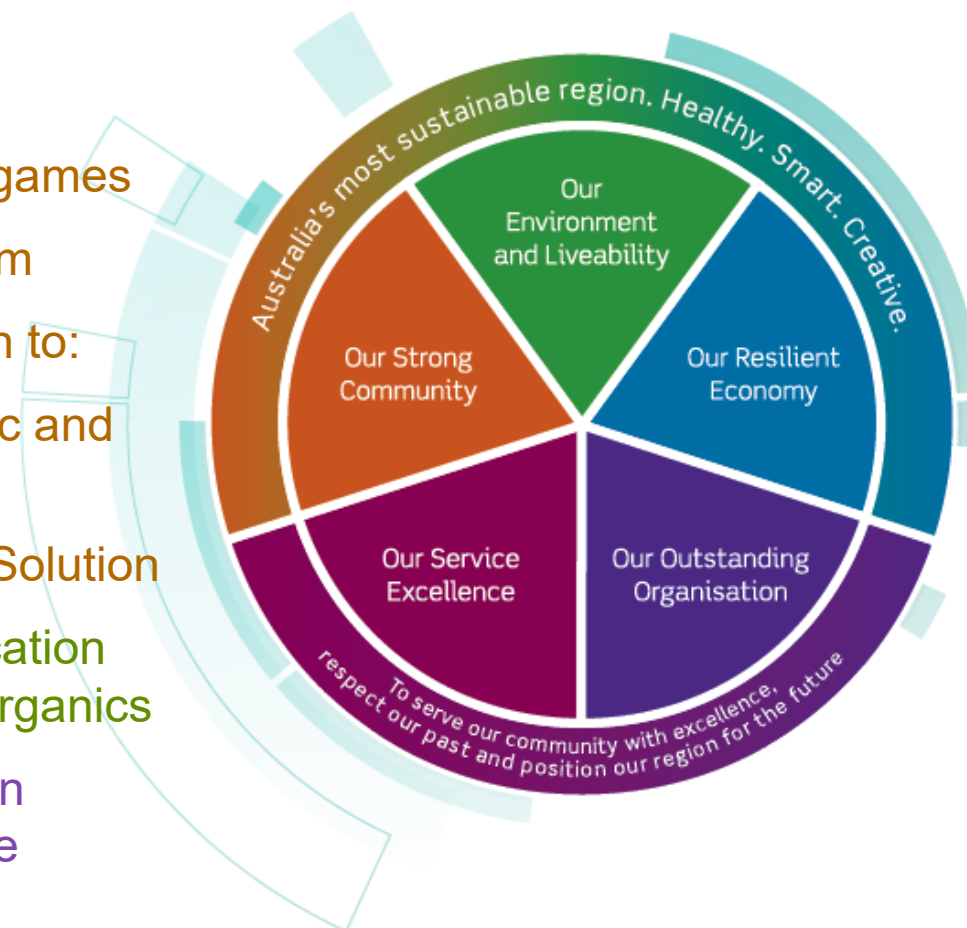 games
m
n to:
c and
Solution
cation
rganics
n
e
Australia's most sustainable region. Healthy. Smart. Creative.
Our
Environment
and Liveability
Our Strong
Community
Our Resilient
Economy
Our Service
Excellence
Our Outstanding
Organisation
To serve our community with excellence,
respect our past and position our region for the future